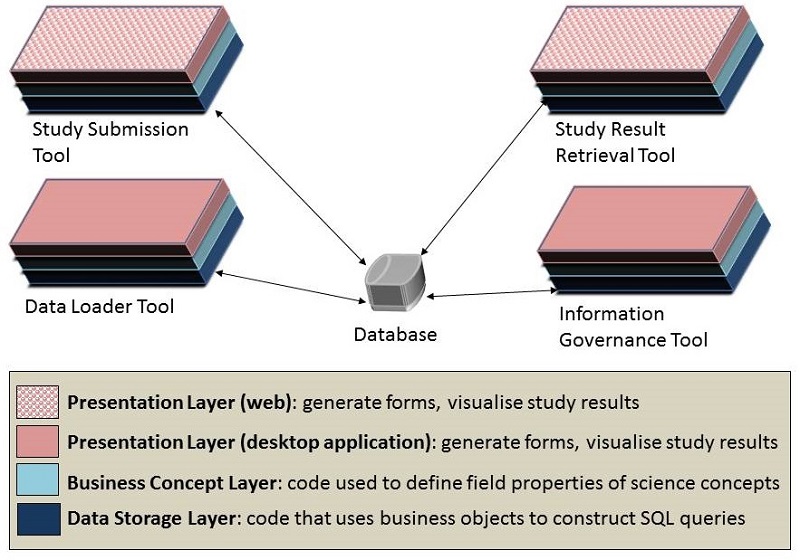 Study Submission
Tool
Study Result
Retrieval Tool
Data Loader Tool
Database
Information
Governance Tool
Presentation Layer (web): generate forms, visualise study results
Presentation Layer (desktop application): generate forms, visualise study results
Business Concept Layer: code used to define field properties of science concepts
Data Storage Layer: code that uses business objects to construct SQL queries